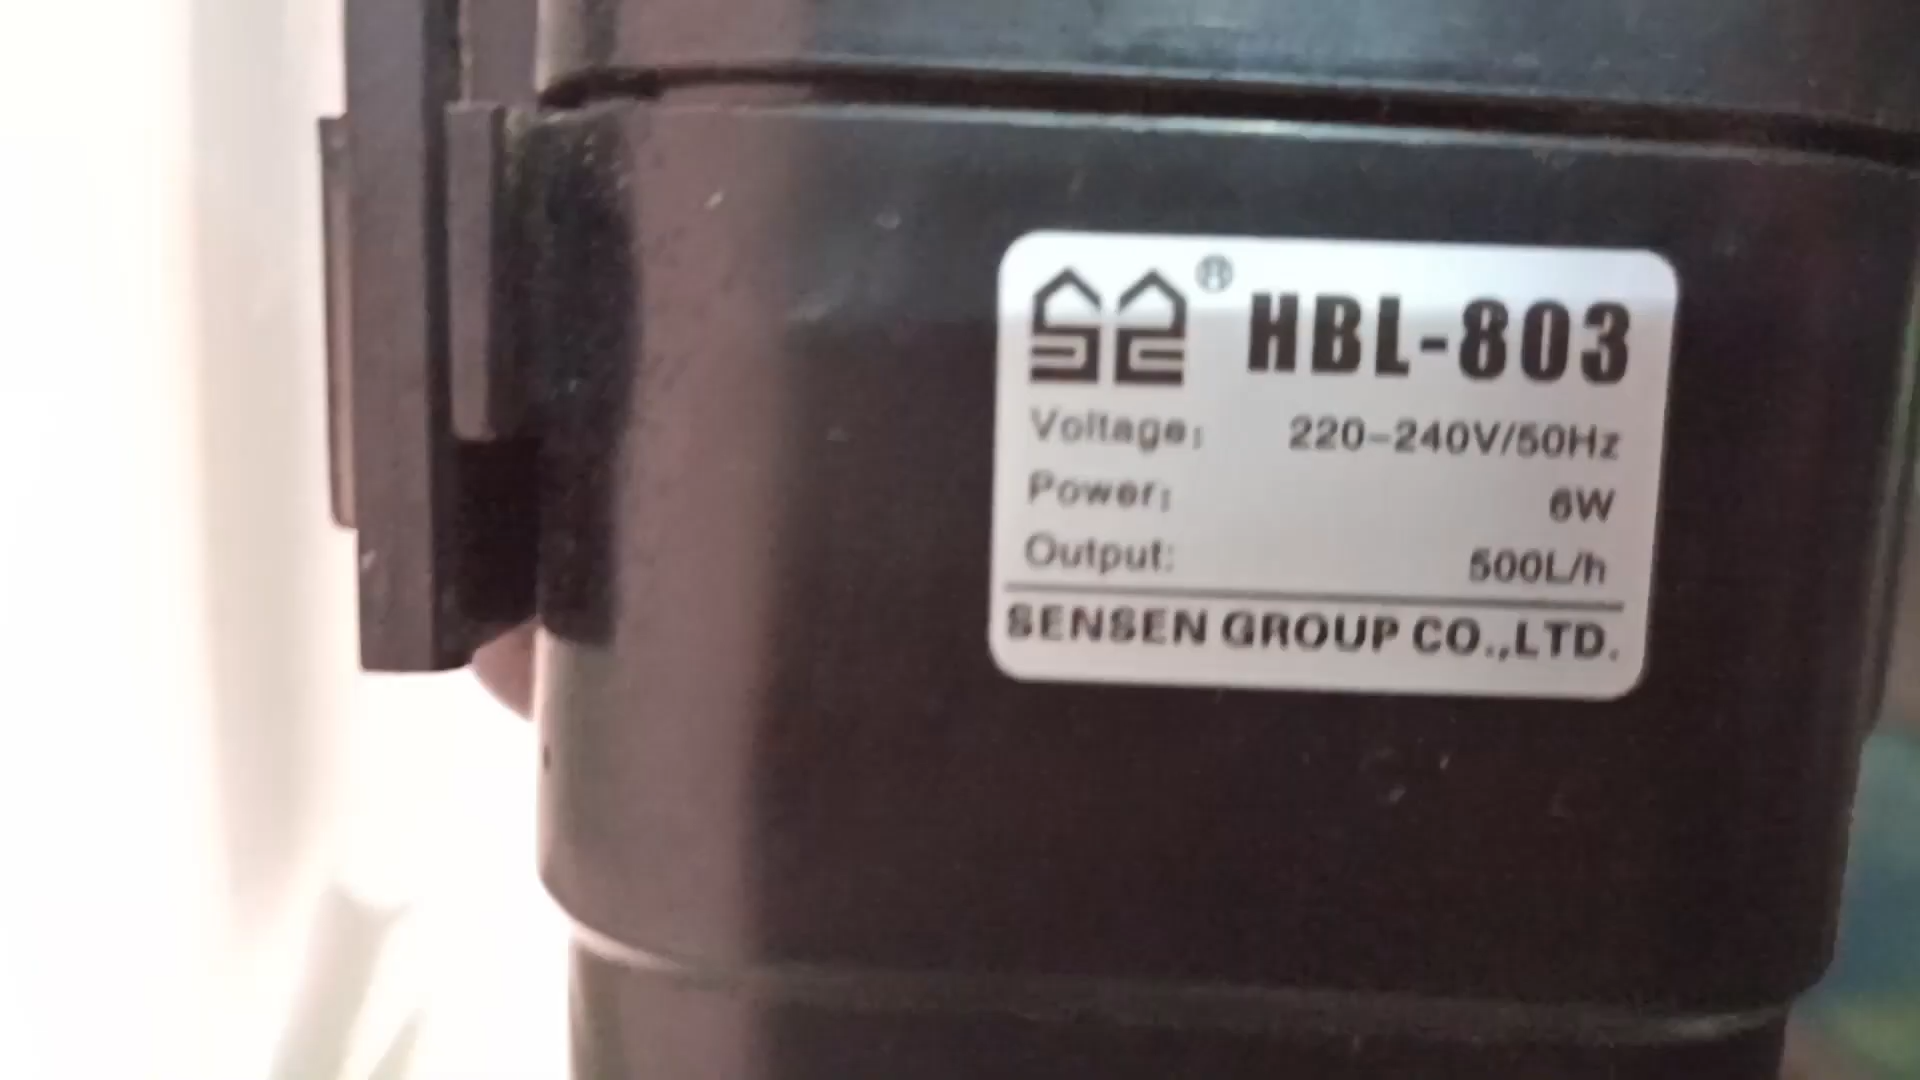 ® HBL-803
Voltage: 220-240V/50Hz
Power: 6W
Output: 500L/h
SENSEN GROUP CO.,LTD.